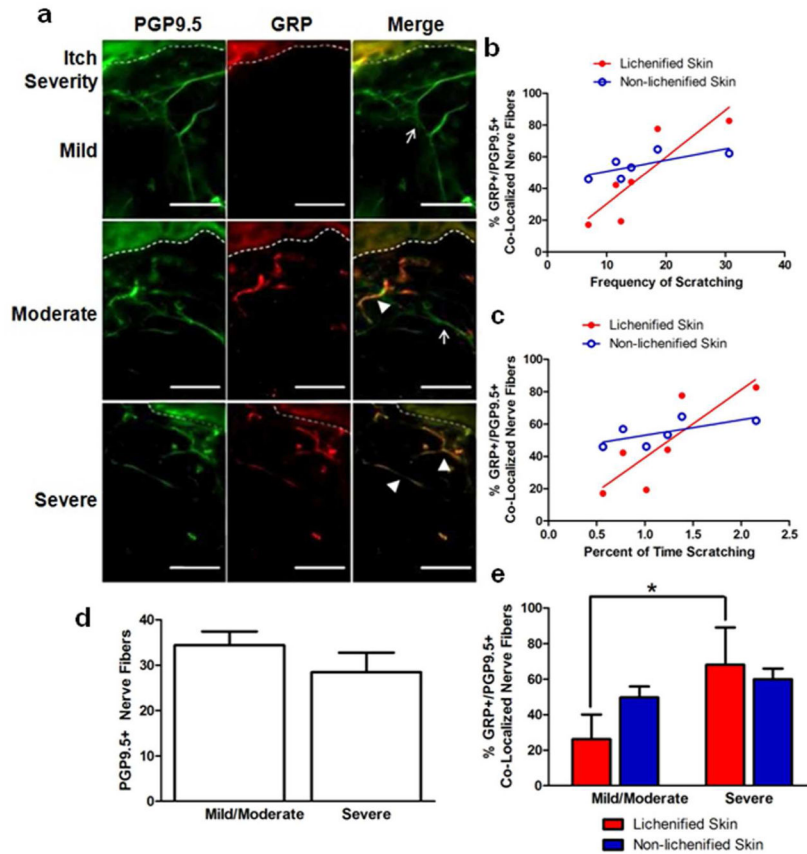 a
PGP9.5 GRP Merge
Itch
Severity
Mild
Moderate
Severe
b
Lichenified Skin
Non-lichenified Skin
% GRP+/PGP9.5+
Co-Localized Nerve Fibers
100
80
60
40
20
0
0 10 20 30 40
Frequency of Scratching
c
Lichenified Skin
Non-lichenified Skin
% GRP+/PGP9.5+
Co-Localized Nerve Fibers
100
80
60
40
20
0
0.0 0.5 1.0 1.5 2.0 2.5
Percent of Time Scratching
d
PGP9.5+ Nerve Fibers
40
30
20
10
0
Mild/Moderate Severe
e
% GRP+/PGP9.5+
Co-Localized Nerve Fibers
100
80
60
40
20
0
*
Mild/Moderate Severe
Lichenified Skin
Non-lichenified Skin